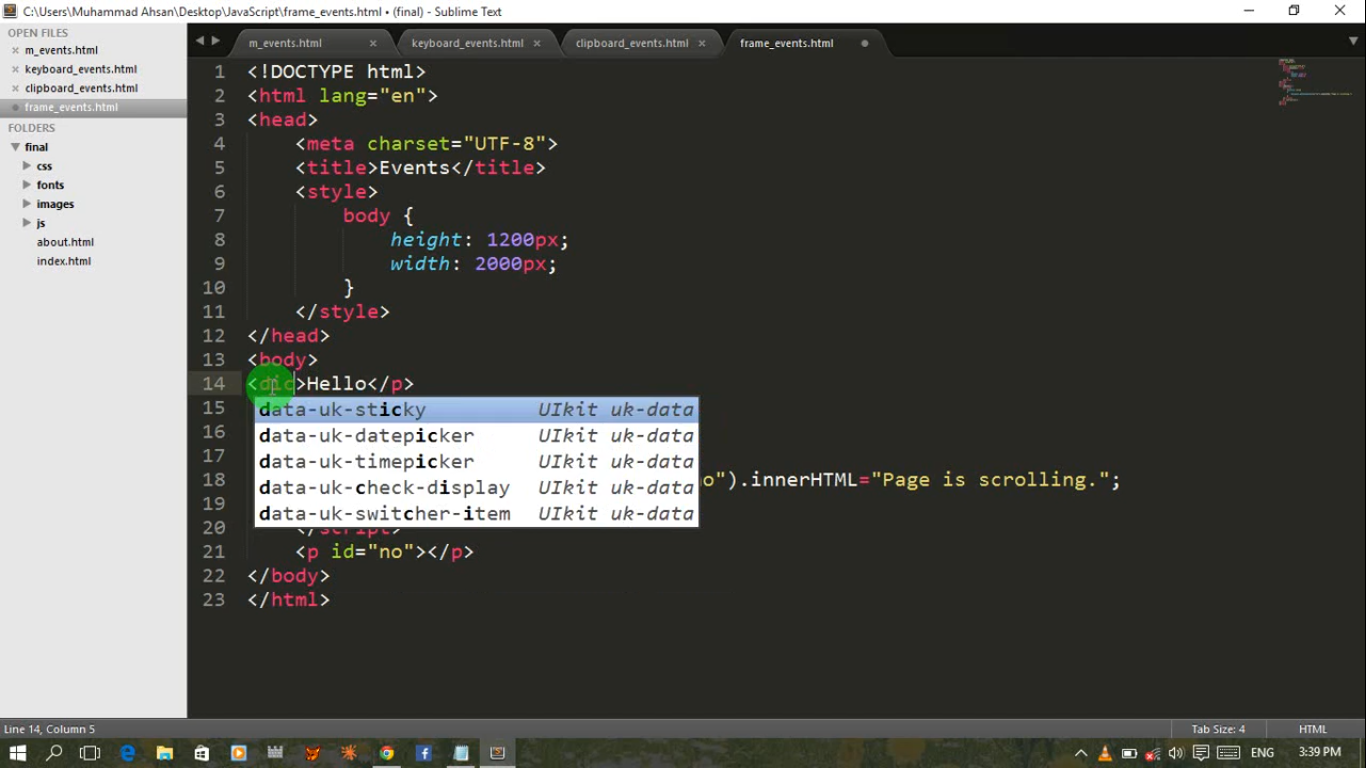 C:\Users\Muhammad Ahsan\Desktop\JavaScript\frame_events.html • (final) - Sublime Text
OPEN FILES
m_events.html
keyboard_events.html
clipboard_events.html
frame_events.html
FOLDERS
final
css
fonts
images
js
about.html
index.html
m_events.html keyboard_events.html clipboard_events.html frame_events.html
1 <!DOCTYPE html>
2 <html lang="en">
3 <head>
4 <meta charset="UTF-8">
5 <title>Events</title>
6 <style>
7 body {
8 height: 1200px;
9 width: 2000px;
10 }
11 </style>
12 </head>
13 <body>
14 <dic>Hello</p>
15
16
17
18 no").innerHTML="Page is scrolling.";
19
20 </script>
21 <p id="no"></p>
22 </body>
23 </html>
data-uk-sticky UIkit uk-data
data-uk-datepicker UIkit uk-data
data-uk-timepicker UIkit uk-data
data-uk-check-display UIkit uk-data
data-uk-switcher-item UIkit uk-data
Line 14, Column 5 Tab Size: 4 HTML
ENG 3:39 PM